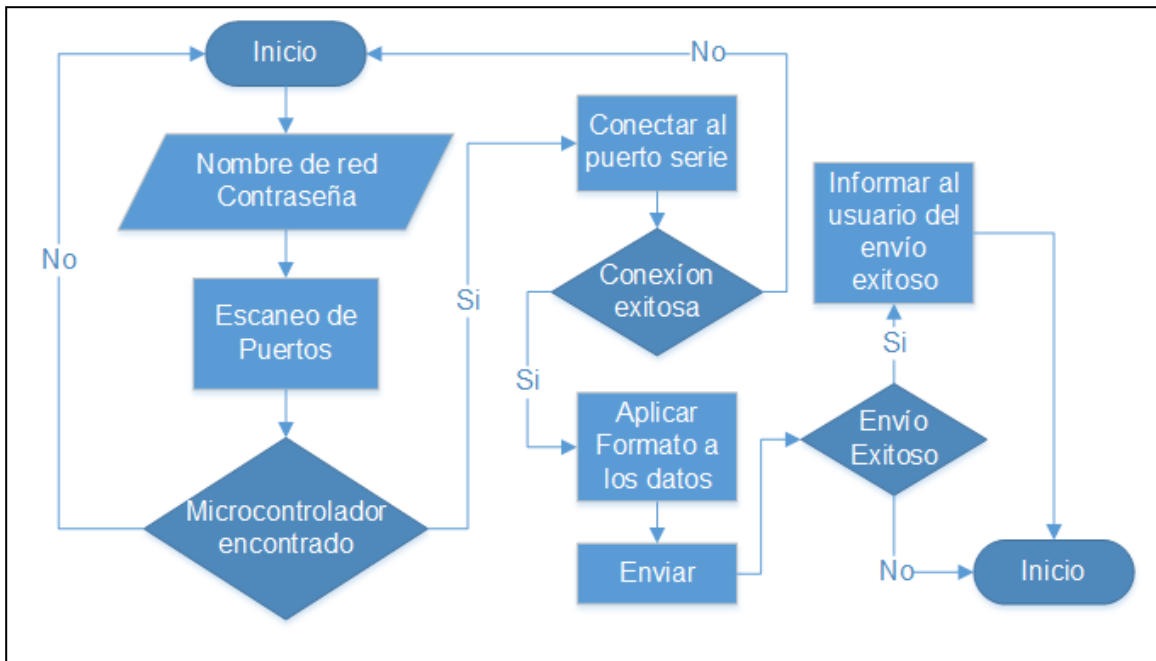 Inicio
Nombre de red
Contraseña
Escaneo de
Puertos
Microcontrolador
encontrado
No
Si
Conectar al
puerto serie
Conexíon
exitosa
No
Si
Aplicar
Formato a
los datos
Enviar
Envío
Exitoso
Si
Informar al
usuario del
envío
exitoso
No
Inicio